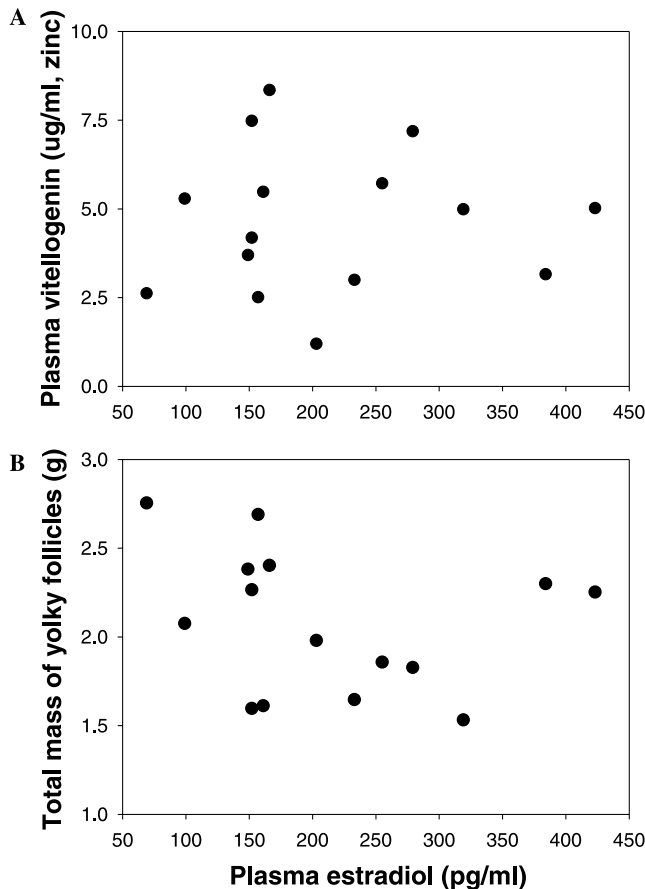 A
Plasma vitellogenin (ug/ml, zinc)
10.0
7.5
5.0
2.5
0.0
50 100 150 200 250 300 350 400 450
B
Total mass of yolky follicles (g)
3.0
2.5
2.0
1.5
1.0
50 100 150 200 250 300 350 400 450
Plasma estradiol (pg/ml)